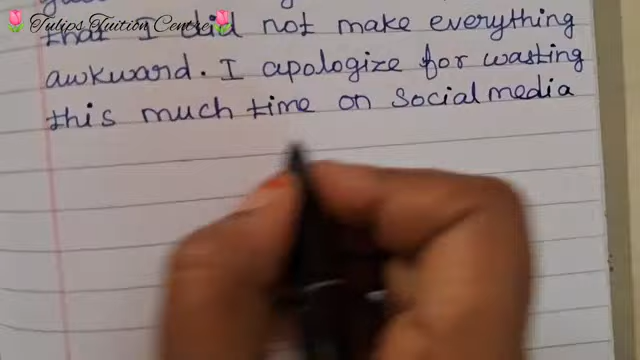 🌷Tulips Tuition Centre🌷
that I did not make everything
awkward. I apologize for wasting
this much time on social media